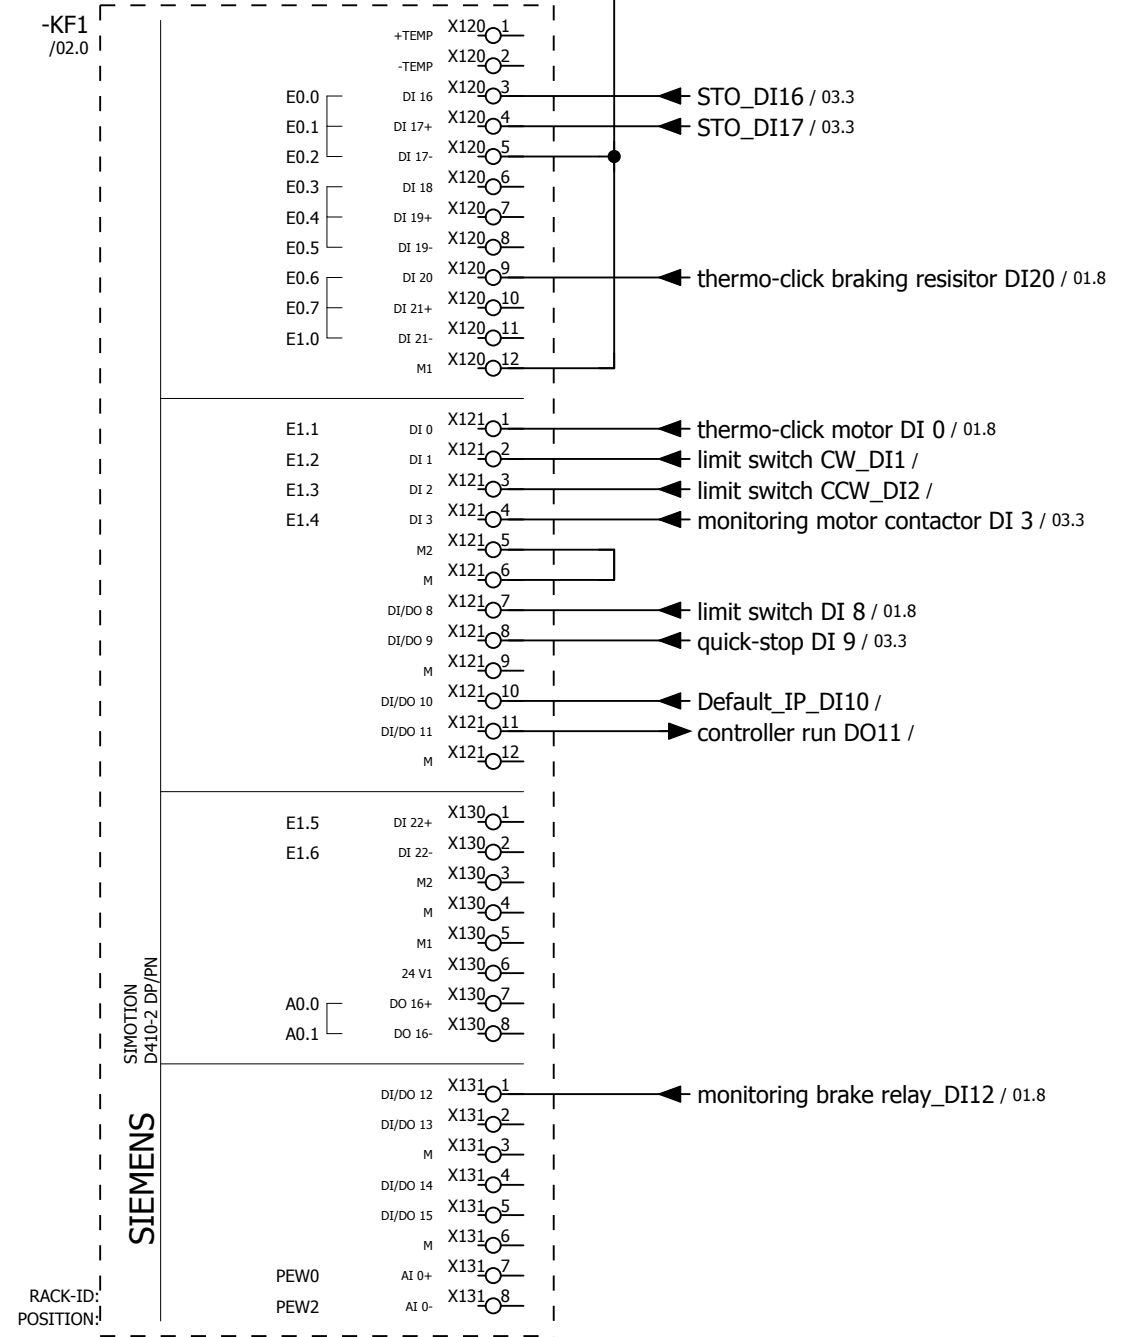 -KF1
/02.0
+TEMP X120 1
-TEMP X120 2
E0.0 DI 16 X120 3 STO_DI16 / 03.3
E0.1 DI 17+ X120 4 STO_DI17 / 03.3
E0.2 DI 17- X120 5
E0.3 DI 18 X120 6
E0.4 DI 19+ X120 7
E0.5 DI 19- X120 8
E0.6 DI 20 X120 9 thermo-click braking resisitor DI20 / 01.8
E0.7 DI 21+ X120 10
E1.0 DI 21- X120 11
M1 X120 12
E1.1 DI 0 X121 1 thermo-click motor DI 0 / 01.8
E1.2 DI 1 X121 2 limit switch CW_DI1 /
E1.3 DI 2 X121 3 limit switch CCW_DI2 /
E1.4 DI 3 X121 4 monitoring motor contactor DI 3 / 03.3
M2 X121 5
M X121 6
DI/DO 8 X121 7 limit switch DI 8 / 01.8
DI/DO 9 X121 8 quick-stop DI 9 / 03.3
M X121 9
DI/DO 10 X121 10 Default_IP_DI10 /
DI/DO 11 X121 11 controller run DO11 /
M X121 12
E1.5 DI 22+ X130 1
E1.6 DI 22- X130 2
M2 X130 3
M X130 4
M1 X130 5
24 V1 X130 6
A0.0 DO 16+ X130 7
A0.1 DO 16- X130 8
SIMOTION
D410-2 DP/PN
DI/DO 12 X131 1 monitoring brake relay_DI12 / 01.8
DI/DO 13 X131 2
M X131 3
DI/DO 14 X131 4
DI/DO 15 X131 5
M X131 6
PEW0 AI 0+ X131 7
PEW2 AI 0- X131 8
SIEMENS
RACK-ID:
POSITION: